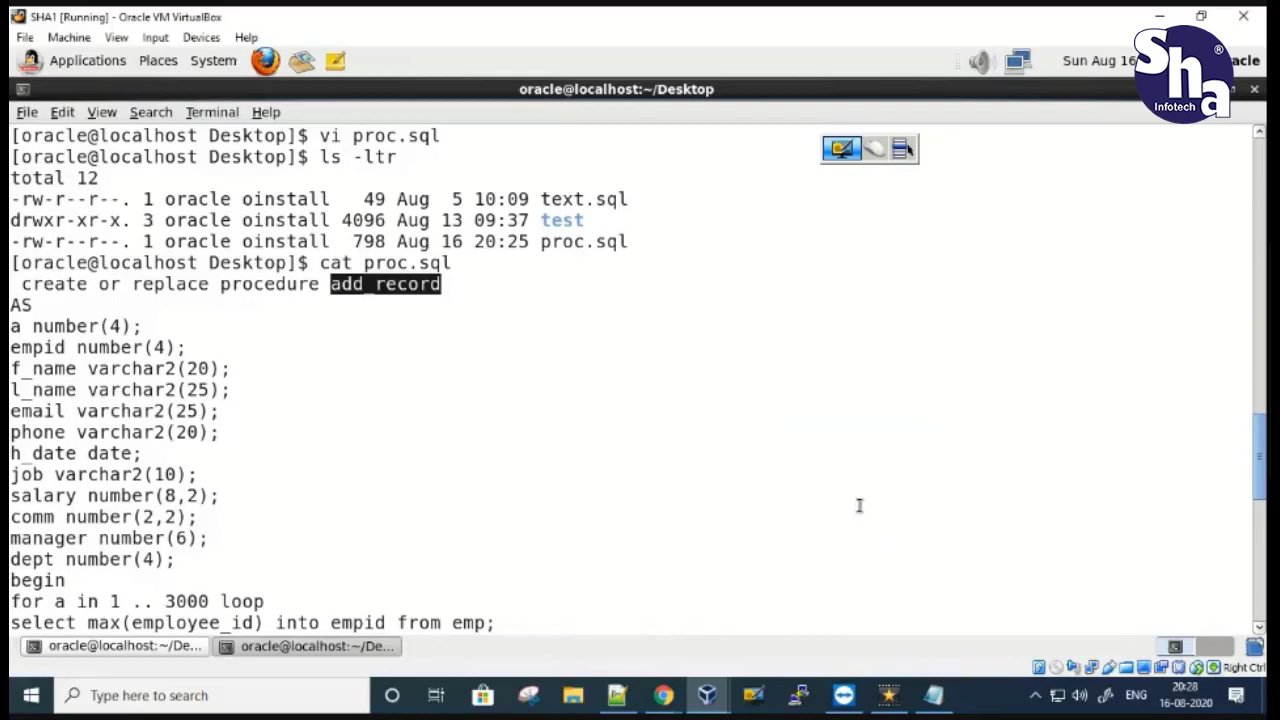 SHA1 [Running] - Oracle VM VirtualBox
File Machine View Input Devices Help
Applications Places System
Sun Aug 16
acle
Sha
Infotech
®
oracle@localhost:~/Desktop
File Edit View Search Terminal Help
[oracle@localhost Desktop]$ vi proc.sql
[oracle@localhost Desktop]$ ls -ltr
total 12
-rw-r--r--. 1 oracle oinstall   49 Aug  5 10:09 text.sql
drwxr-xr-x. 3 oracle oinstall 4096 Aug 13 09:37 test
-rw-r--r--. 1 oracle oinstall  798 Aug 16 20:25 proc.sql
[oracle@localhost Desktop]$ cat proc.sql
 create or replace procedure add_record
AS
a number(4);
empid number(4);
f_name varchar2(20);
l_name varchar2(25);
email varchar2(25);
phone varchar2(20);
h_date date;
job varchar2(10);
salary number(8,2);
comm number(2,2);
manager number(6);
dept number(4);
begin
for a in 1 .. 3000 loop
select max(employee_id) into empid from emp;
oracle@localhost:~/De... oracle@localhost:~/De...
Right Ctrl
Type here to search
ENG
20:28
16-08-2020